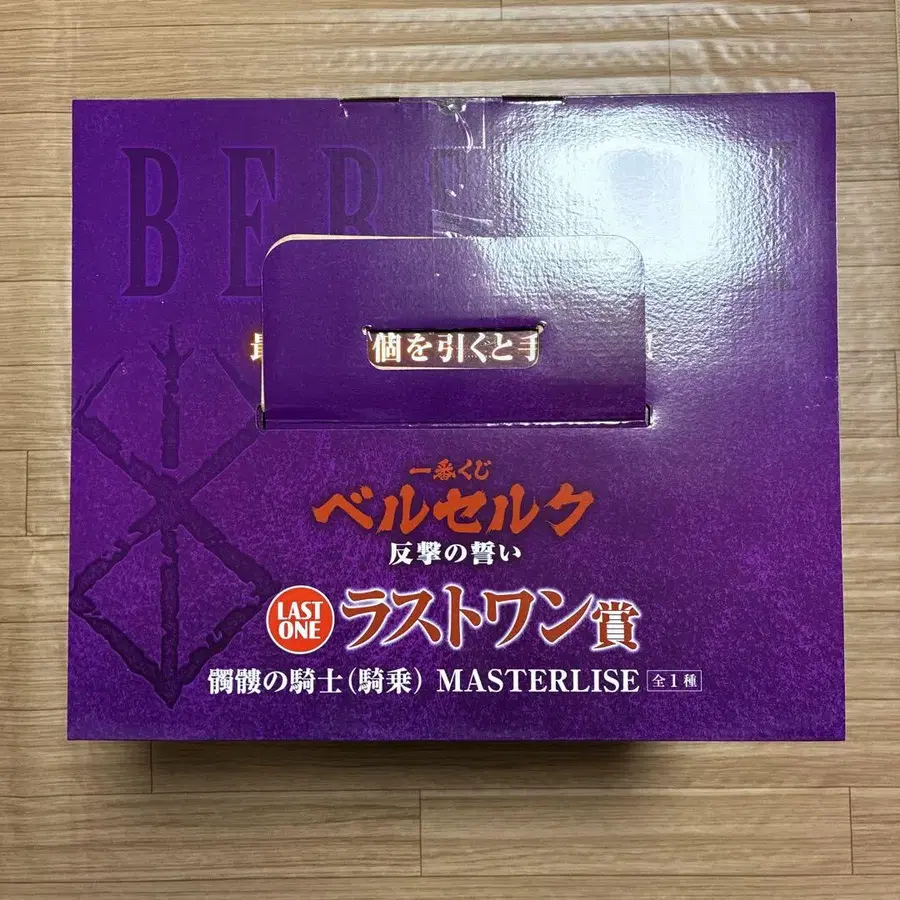 個を引くと手
一番くじ
ベルセルク
反撃の誓い
LAST ONE ラストワン賞
髑髏の騎士(騎乗) MASTERLISE 全1種